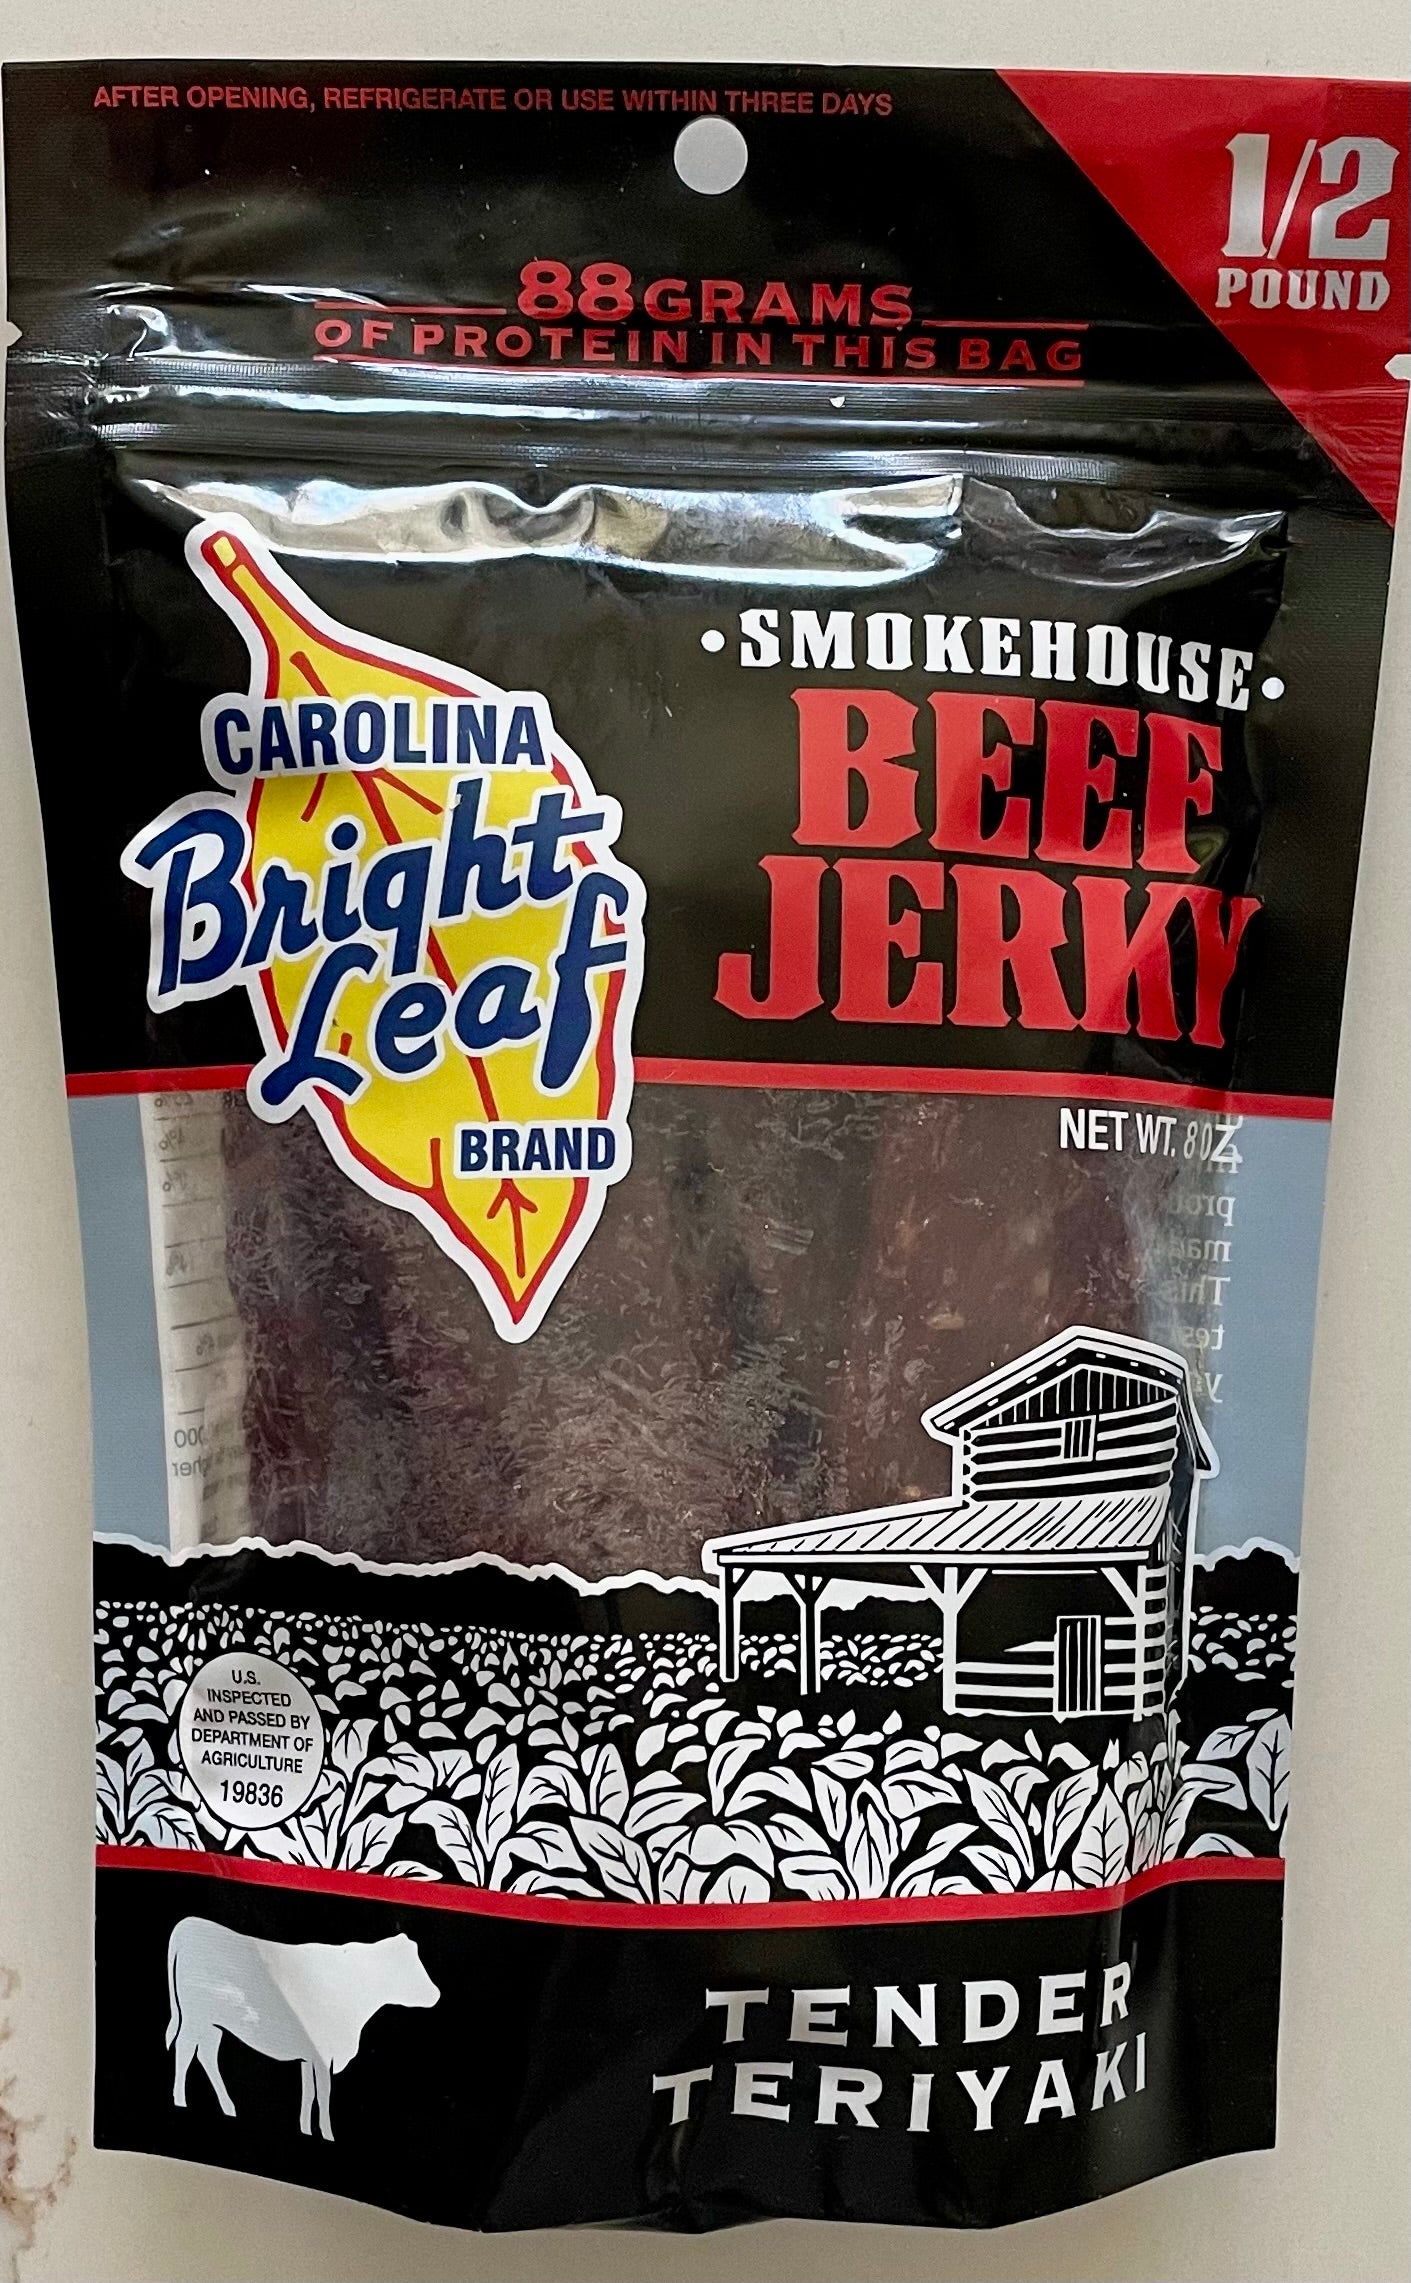 AFTER OPENING, REFRIGERATE OR USE WITHIN THREE DAYS
1/2
POUND
88 GRAMS
OF PROTEIN IN THIS BAG
CAROLINA
Bright
Leaf
BRAND
•SMOKEHOUSE•
BEEF
JERKY
NET WT. 8 OZ
U.S.
INSPECTED
AND PASSED BY
DEPARTMENT OF
AGRICULTURE
19836
TENDER
TERIYAKI